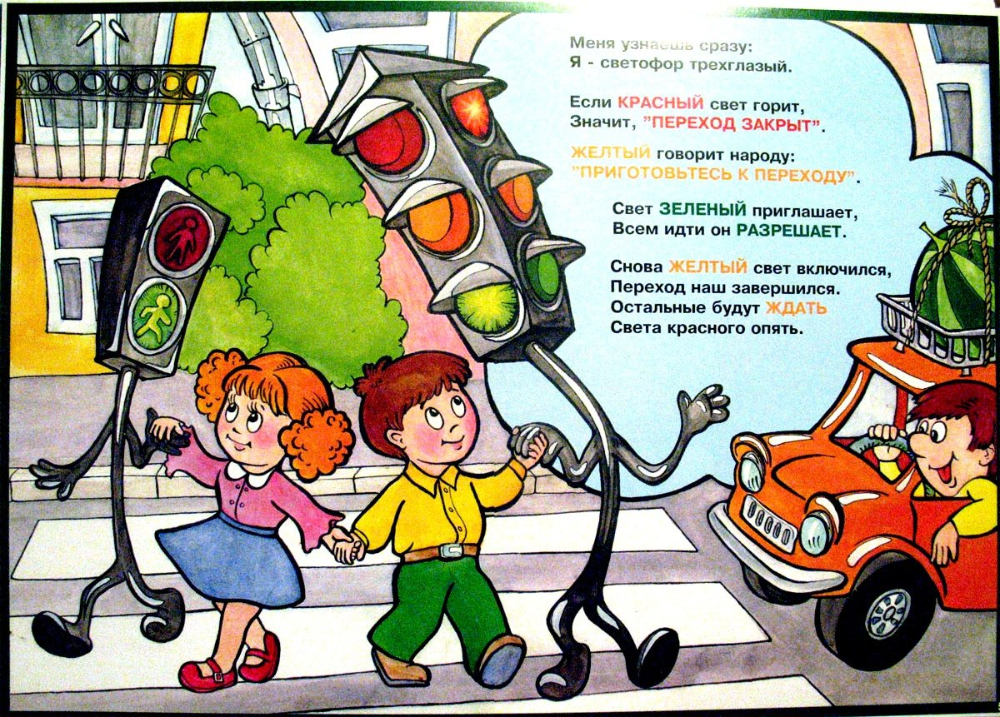 Меня узнаешь сразу:
Я - светофор трехглазый.
Если КРАСНЫЙ свет горит,
Значит, "ПЕРЕХОД ЗАКРЫТ".
ЖЕЛТЫЙ говорит народу:
"ПРИГОТОВЬТЕСЬ К ПЕРЕХОДУ".
Свет ЗЕЛЕНЫЙ приглашает,
Всем идти он РАЗРЕШАЕТ.
Снова ЖЕЛТЫЙ свет включился,
Переход наш завершился.
Остальные будут ЖДАТЬ
Света красного опять.